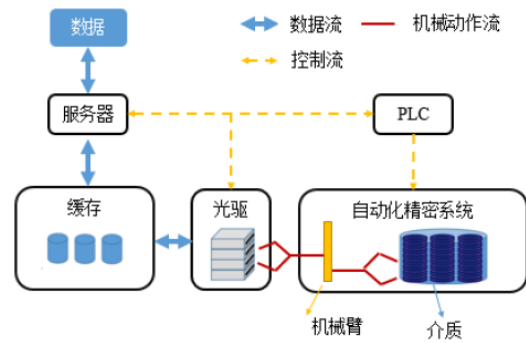 数据
数据流
机械动作流
控制流
服务器
PLC
缓存
光驱
自动化精密系统
机械臂
介质